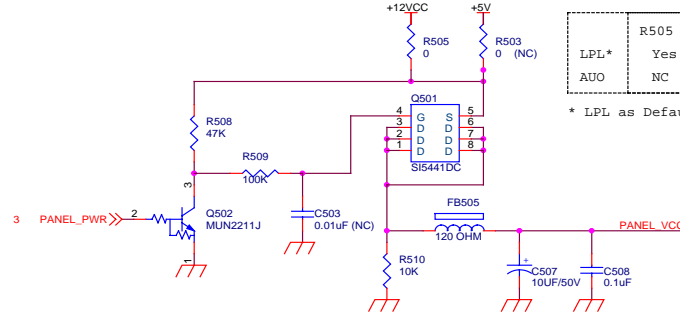 +12VCC +5V
R505
0
R503
0 (NC)
R505
LPL* Yes
AUO NC
* LPL as Defau
R508
47K
Q501
4 G S 5
3 D D 6
2 D D 7
1 D D 8
SI5441DC
R509
100K
3
C503
0.01uF (NC)
3 PANEL_PWR 2
Q502
MUN2211J
1
FB505
120 OHM
PANEL_VCC
R510
10K
+
C507
10UF/50V
C508
0.1uF